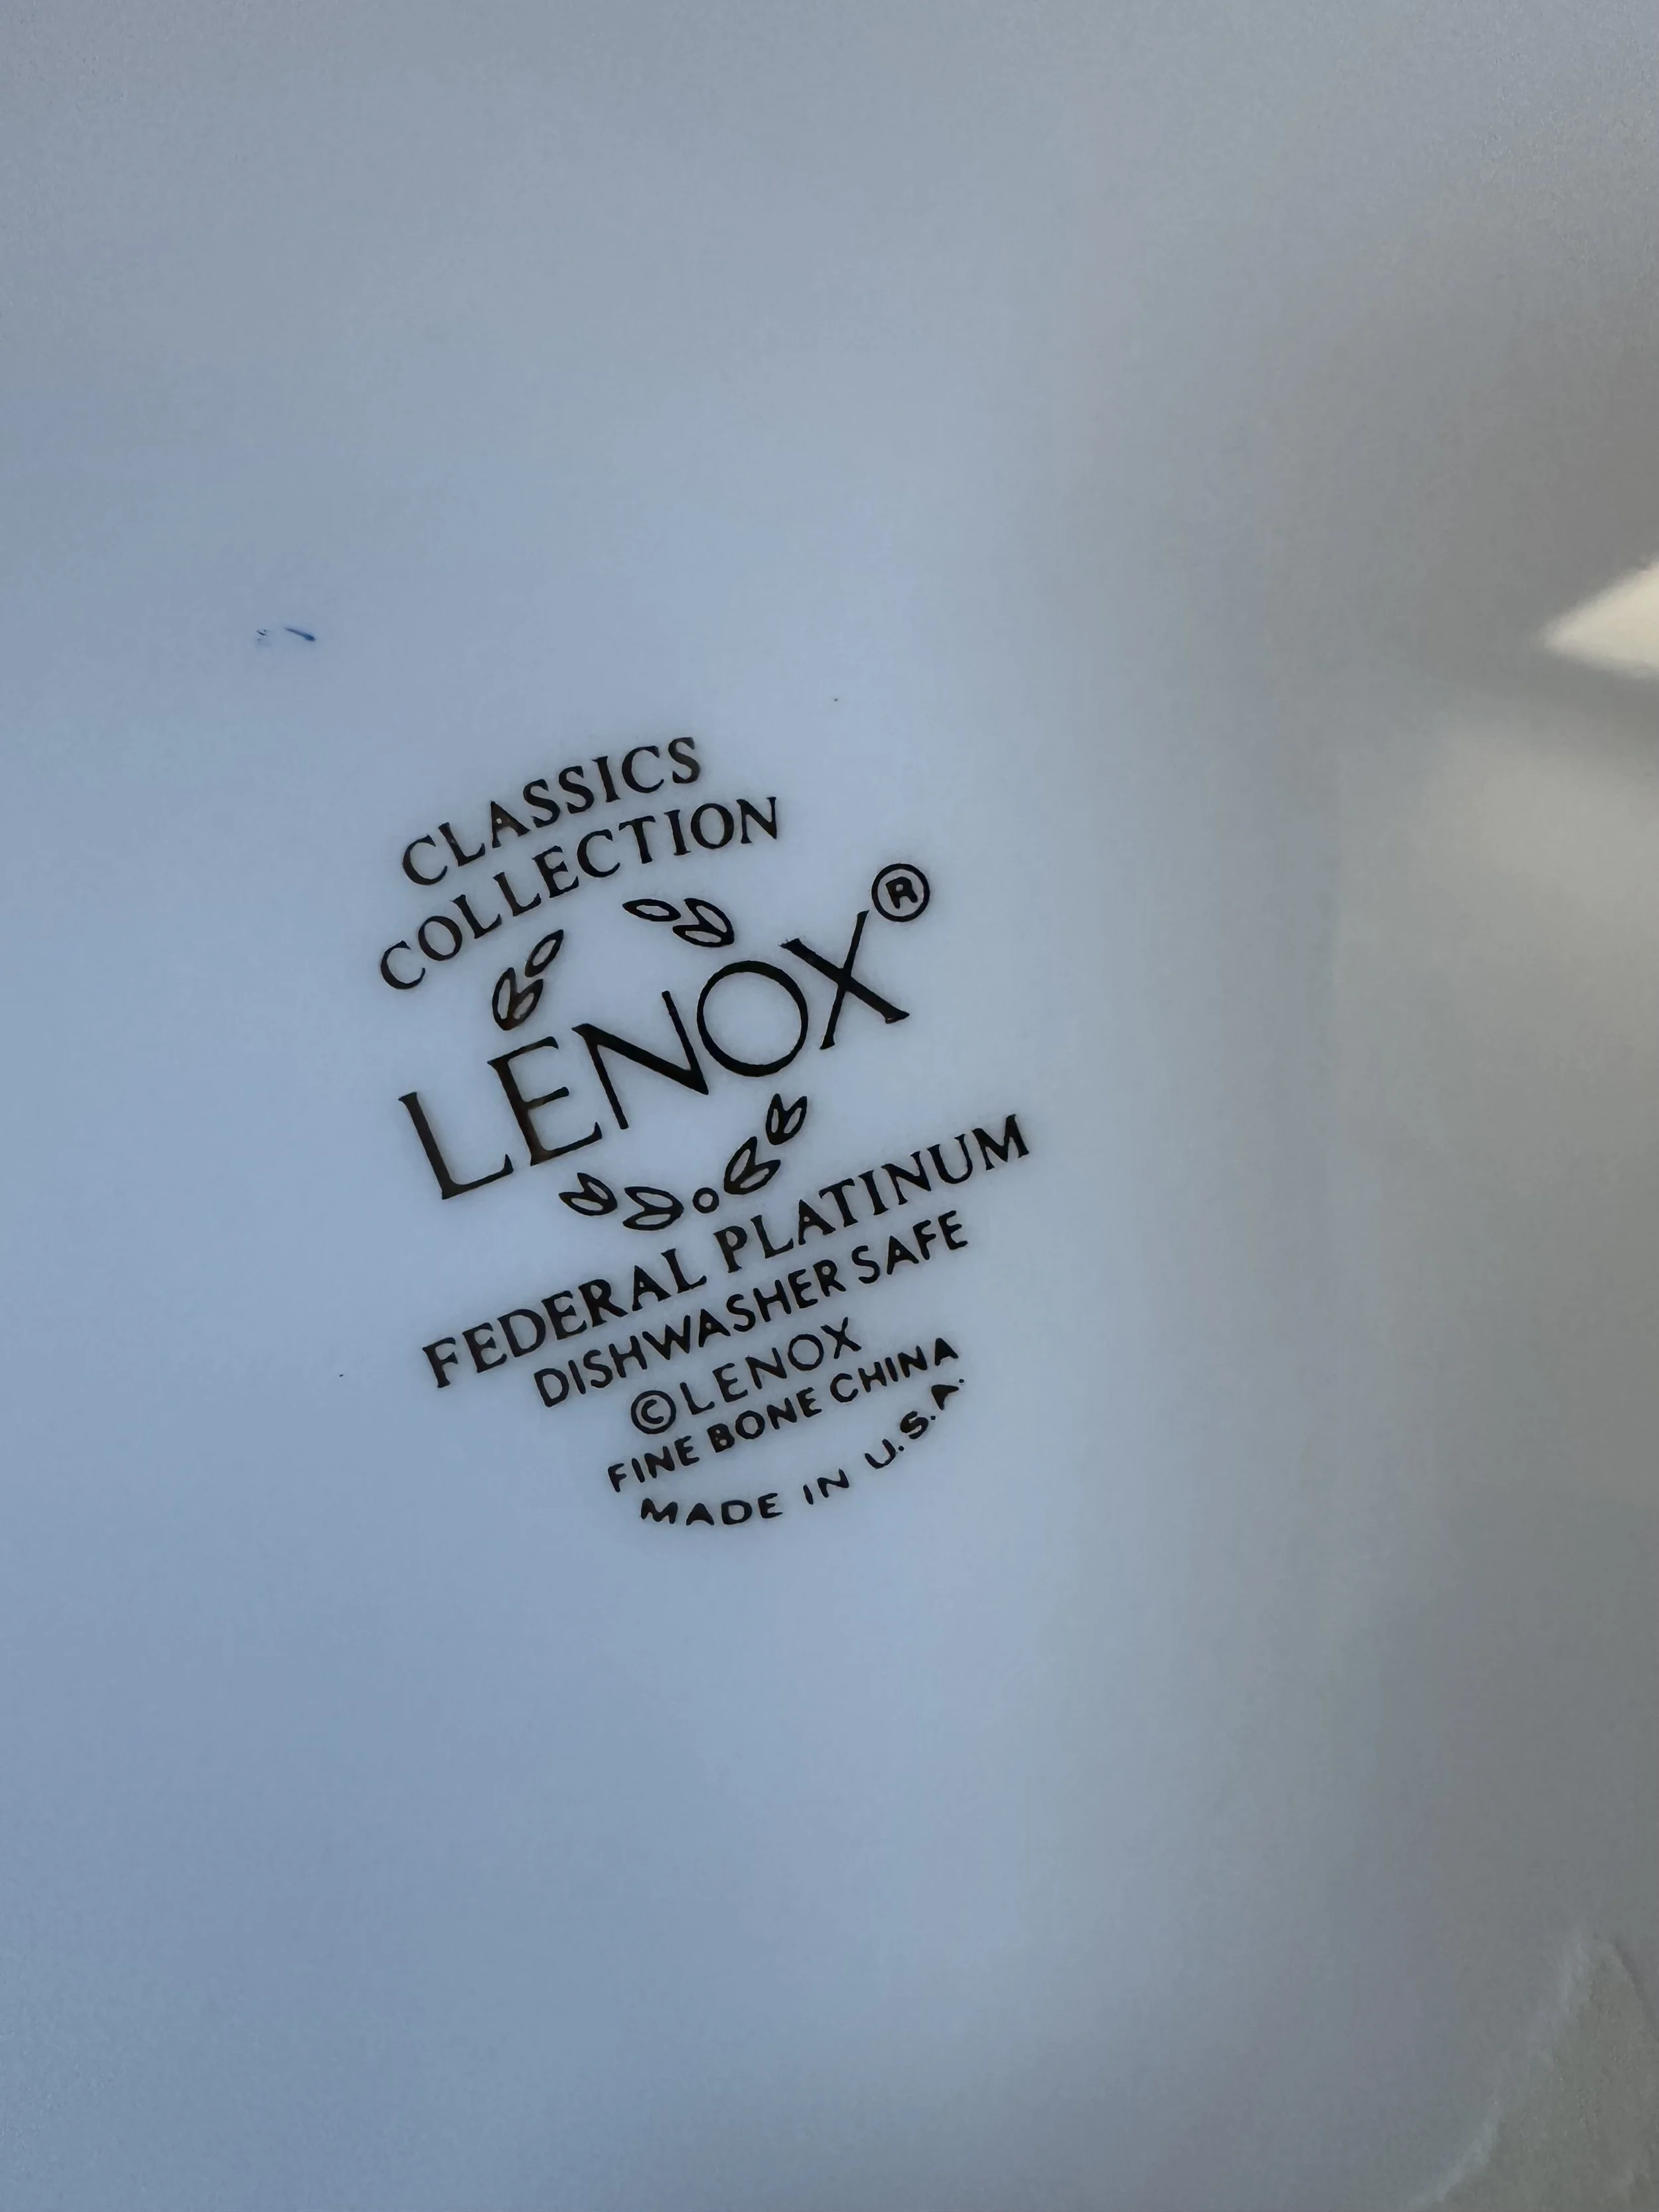 CLASSICS
COLLECTION
LENOX®
FEDERAL PLATINUM
DISHWASHER SAFE
©LENOX
FINE BONE CHINA
MADE IN U.S.A.